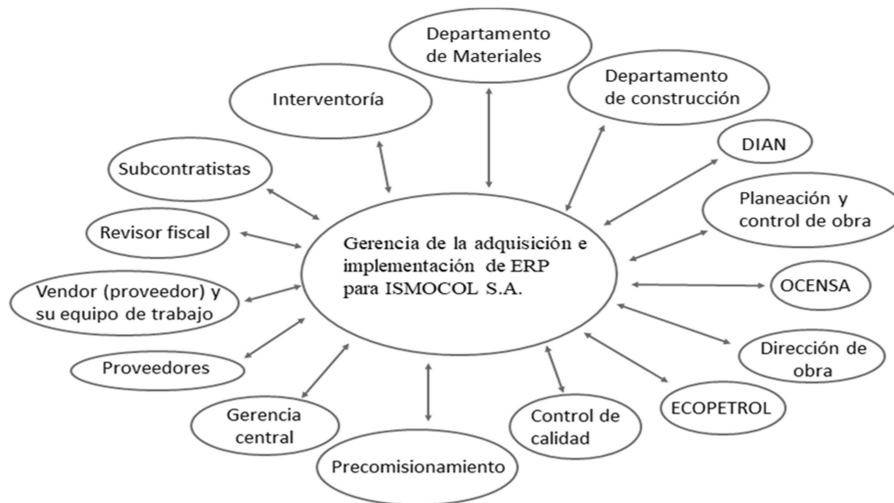 Departamento
de Materiales
Departamento
de construcción
Interventoría
DIAN
Subcontratistas
Planeación y
control de obra
Revisor fiscal
Gerencia de la adquisición e
implementación de ERP
para ISMOCOL S.A.
OCENSA
Vendor (proveedor) y
su equipo de trabajo
Dirección de
obra
Proveedores
ECOPETROL
Gerencia
central
Control de
calidad
Precomisionamiento